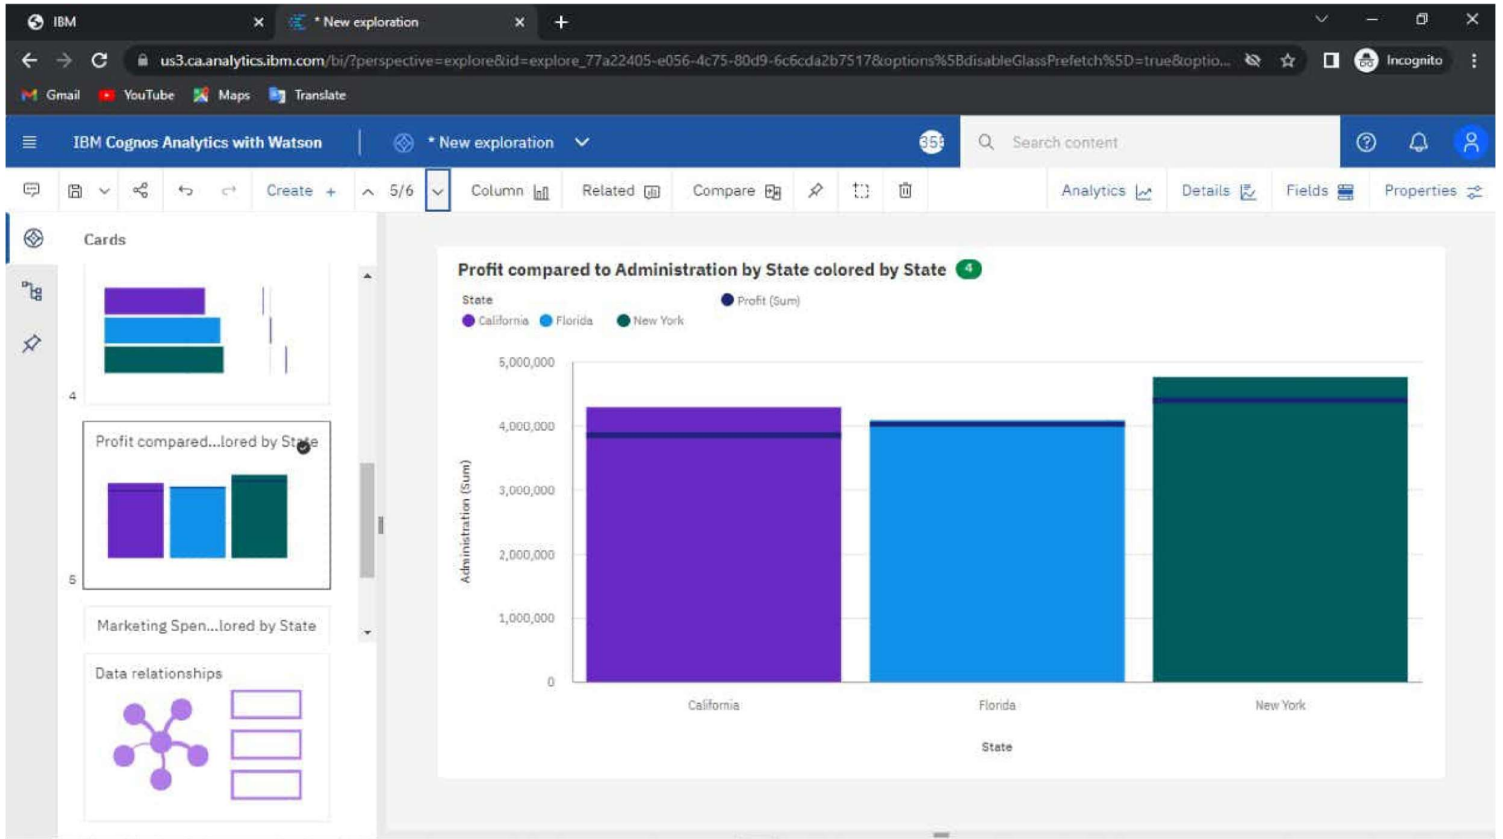 IBM
* New exploration
us3.ca.analytics.ibm.com/bi/?perspective=explore&id=explore_77a22405-e056-4c75-80d9-6c6cda2b7517&options%5BdisableGlassPrefetch%5D=true&optio...
Incognito
Gmail YouTube Maps Translate
IBM Cognos Analytics with Watson
* New exploration
Search content
Create + 5/6 Column Related Compare Analytics Details Fields Properties
Cards
4
Profit compared...lored by State
5
Marketing Spen...lored by State
Data relationships
Profit compared to Administration by State colored by State 4
State
Profit (Sum)
California Florida New York
5,000,000
4,000,000
3,000,000
2,000,000
1,000,000
0
Administration (Sum)
California Florida New York
State